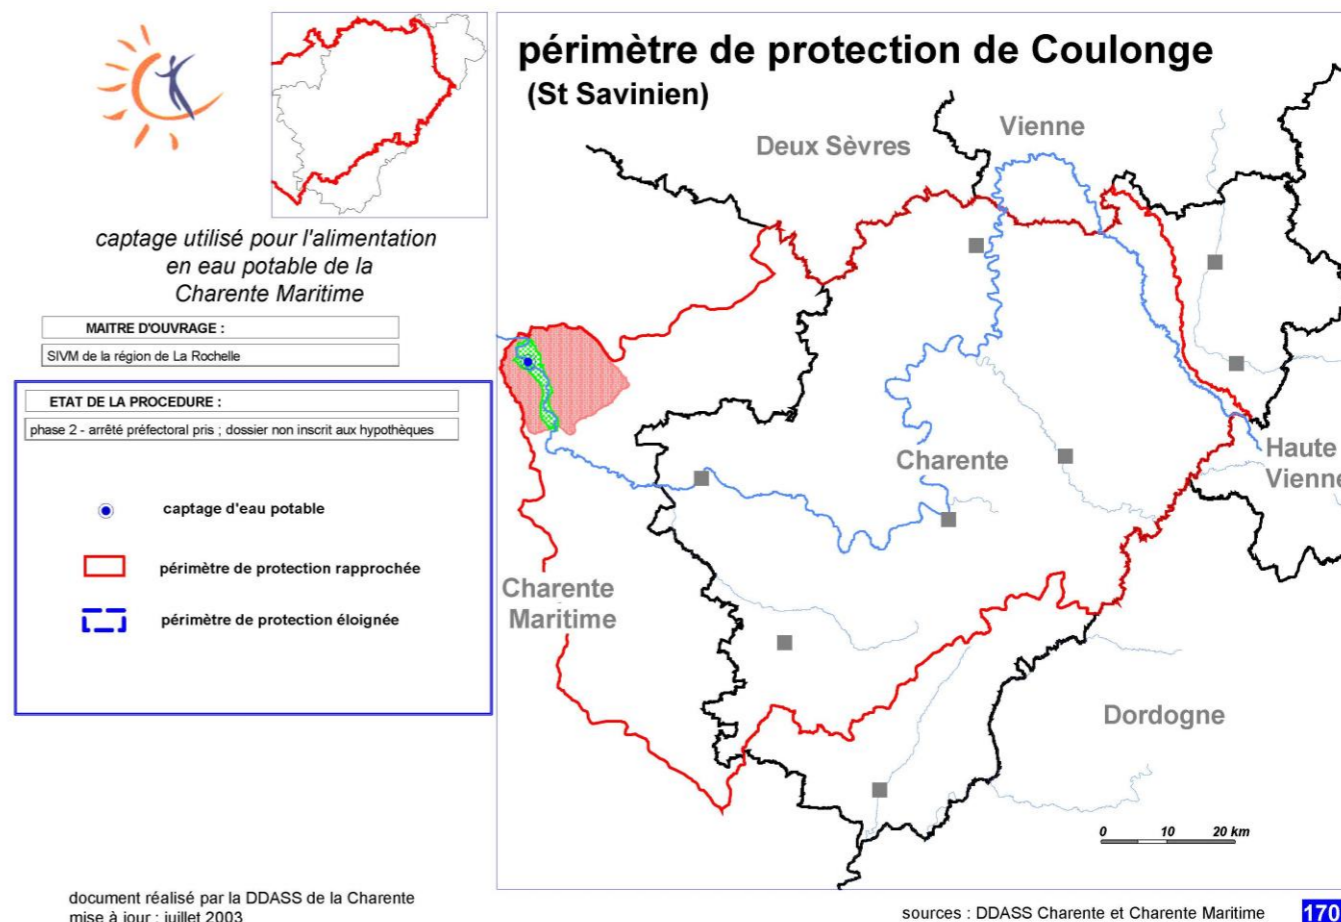 périmètre de protection de Coulonge
(St Savinien)
captage utilisé pour l'alimentation
en eau potable de la
Charente Maritime
MAITRE D'OUVRAGE :
SIVM de la région de La Rochelle
ETAT DE LA PROCEDURE :
phase 2 - arrêté préfectoral pris ; dossier non inscrit aux hypothèques
captage d'eau potable
périmètre de protection rapprochée
périmètre de protection éloignée
Deux Sèvres
Vienne
Charente
Haute
Vienne
Charente
Maritime
Dordogne
0 10 20 km
document réalisé par la DDASS de la Charente
mise à jour : juillet 2003
sources : DDASS Charente et Charente Maritime
170